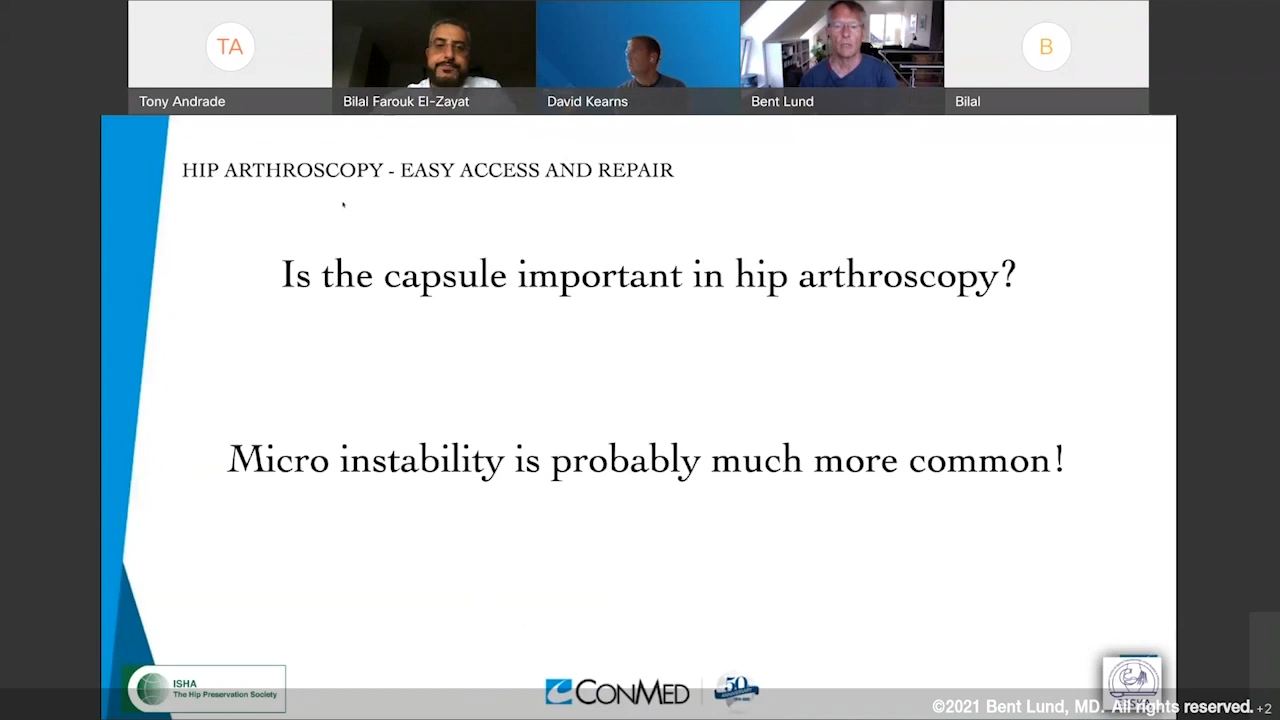 TA
B
Tony Andrade
Bilal Farouk El-Zayat
David Kearns
Bent Lund
Bilal
HIP ARTHROSCOPY - EASY ACCESS AND REPAIR
Is the capsule important in hip arthroscopy?
Micro instability is probably much more common!
ISHA
The Hip Preservation Society
CONMED
50
ANNIVERSARY
©2021 Bent Lund, MD. All rights reserved.
+2